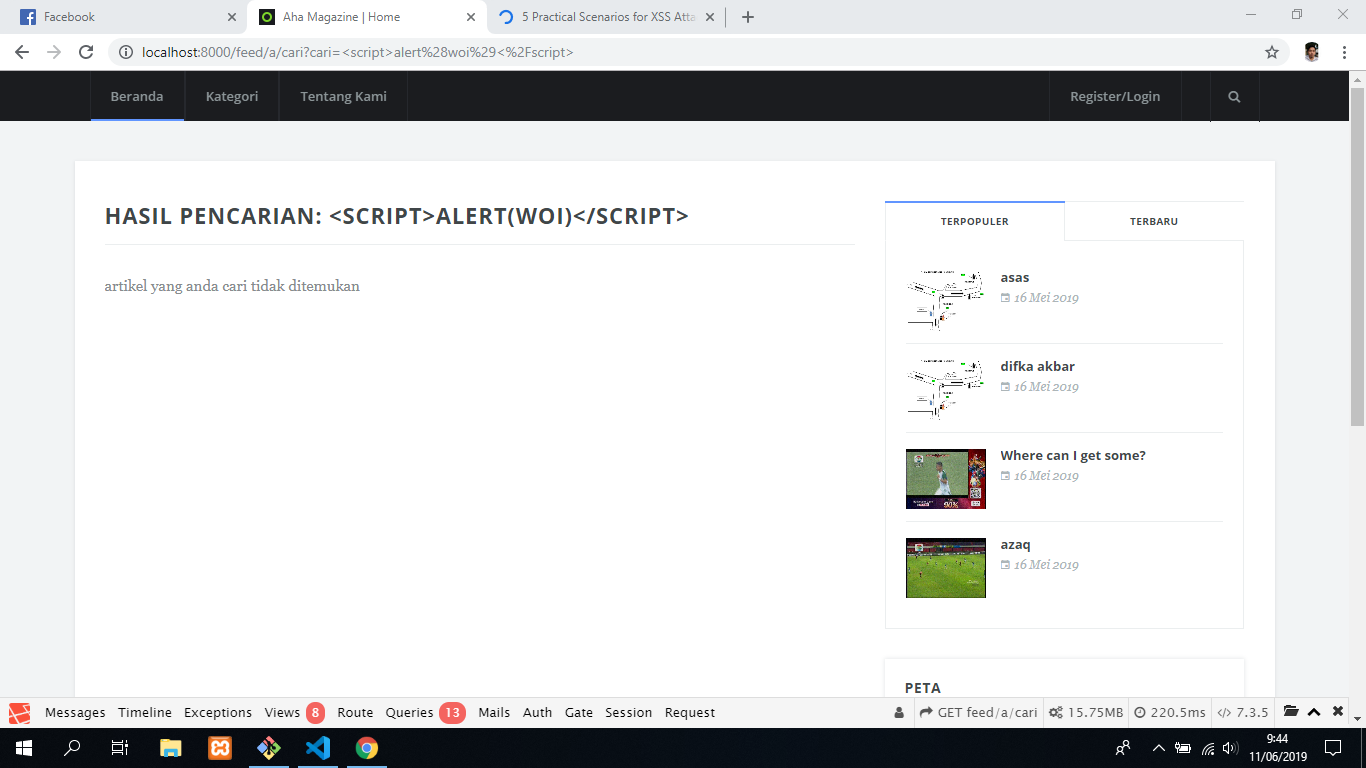 Facebook
Aha Magazine | Home
5 Practical Scenarios for XSS Atta
localhost:8000/feed/a/cari?cari=<script>alert%28woi%29<%2Fscript>
Beranda
Kategori
Tentang Kami
Register/Login
HASIL PENCARIAN: <SCRIPT>ALERT(WOI)</SCRIPT>
artikel yang anda cari tidak ditemukan
TERPOPULER
TERBARU
asas
16 Mei 2019
difka akbar
16 Mei 2019
Where can I get some?
16 Mei 2019
azaq
16 Mei 2019
PETA
Messages
Timeline
Exceptions
Views 8
Route
Queries 13
Mails
Auth
Gate
Session
Request
GET feed/a/cari
15.75MB
220.5ms
7.3.5
9:44
11/06/2019